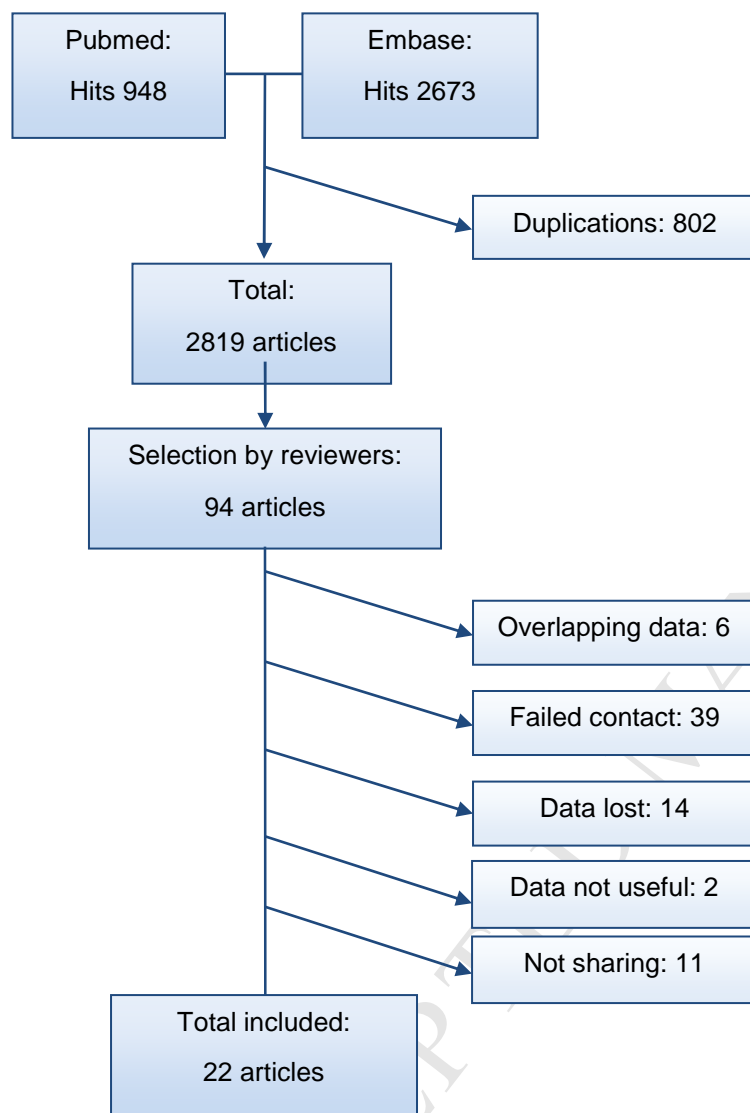 Pubmed:
Hits 948
Embase:
Hits 2673
Duplications: 802
Total:
2819 articles
Selection by reviewers:
94 articles
Overlapping data: 6
Failed contact: 39
Data lost: 14
Data not useful: 2
Not sharing: 11
Total included:
22 articles